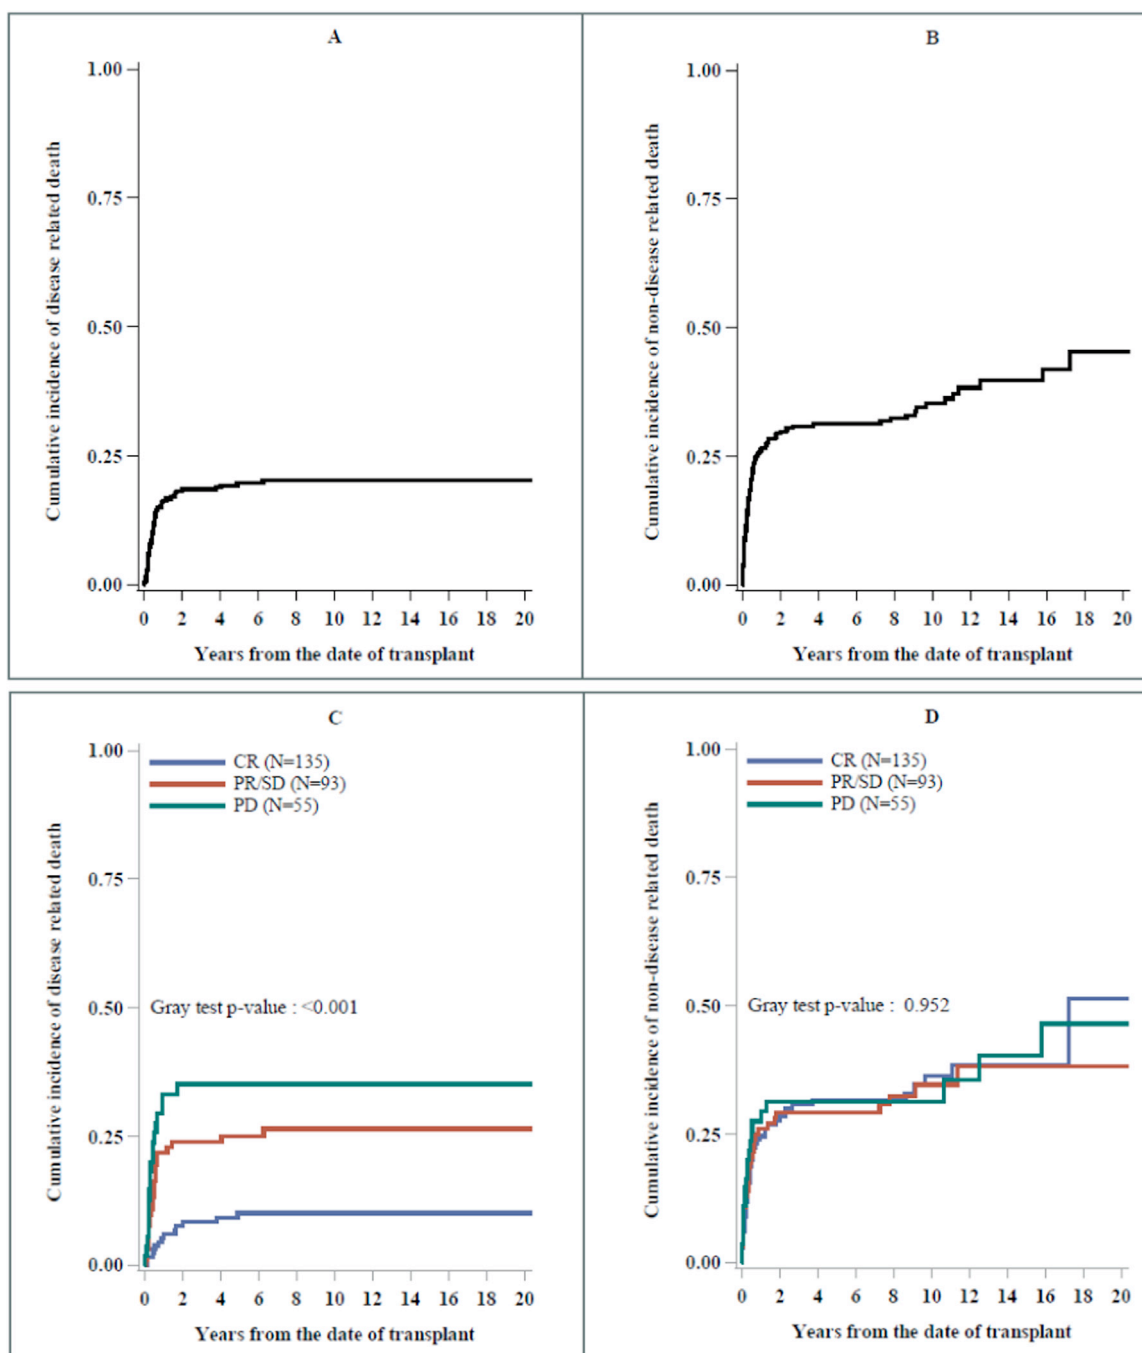 A
Cumulative incidence of disease related death
1.00
0.75
0.50
0.25
0.00
0 2 4 6 8 10 12 14 16 18 20
Years from the date of transplant
B
Cumulative incidence of non-disease related death
1.00
0.75
0.50
0.25
0.00
0 2 4 6 8 10 12 14 16 18 20
Years from the date of transplant
C
Cumulative incidence of disease related death
1.00
0.75
0.50
0.25
0.00
CR (N=135)
PR/SD (N=93)
PD (N=55)
Gray test p-value : <0.001
0 2 4 6 8 10 12 14 16 18 20
Years from the date of transplant
D
Cumulative incidence of non-disease related death
1.00
0.75
0.50
0.25
0.00
CR (N=135)
PR/SD (N=93)
PD (N=55)
Gray test p-value : 0.952
0 2 4 6 8 10 12 14 16 18 20
Years from the date of transplant